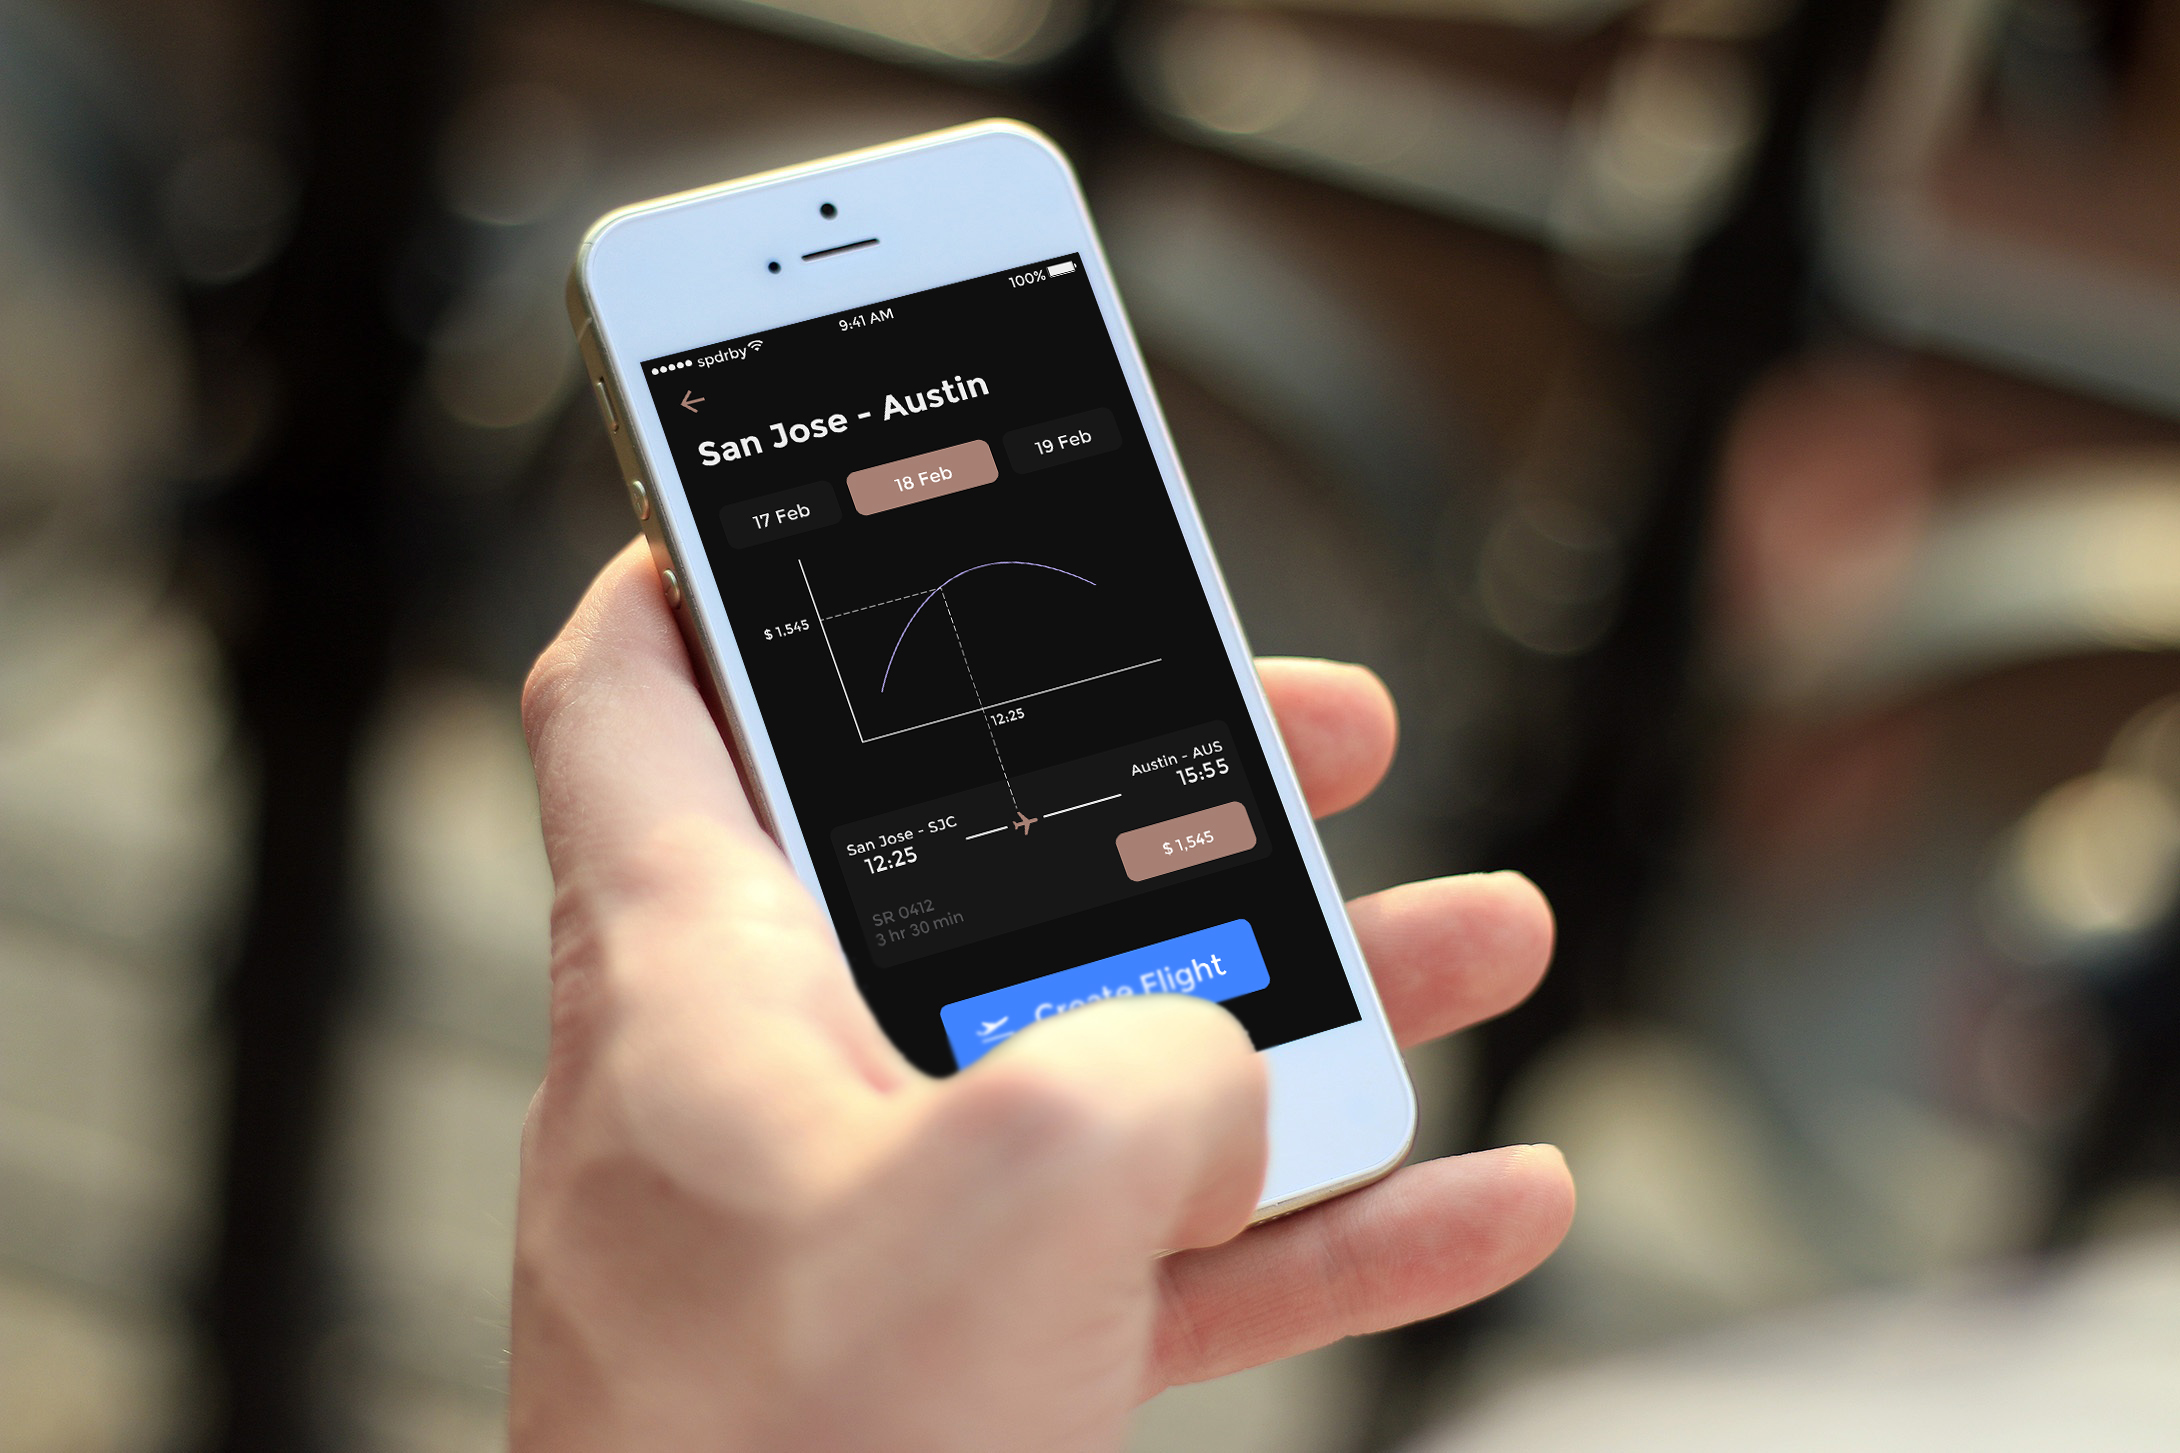 100%
9:41 AM
spdrby
San Jose - Austin
17 Feb
18 Feb
19 Feb
$ 1,545
12:25
San Jose - SJC
12:25
Austin - AUS
15:55
$ 1,545
SR 0412
3 hr 30 min
Create Flight